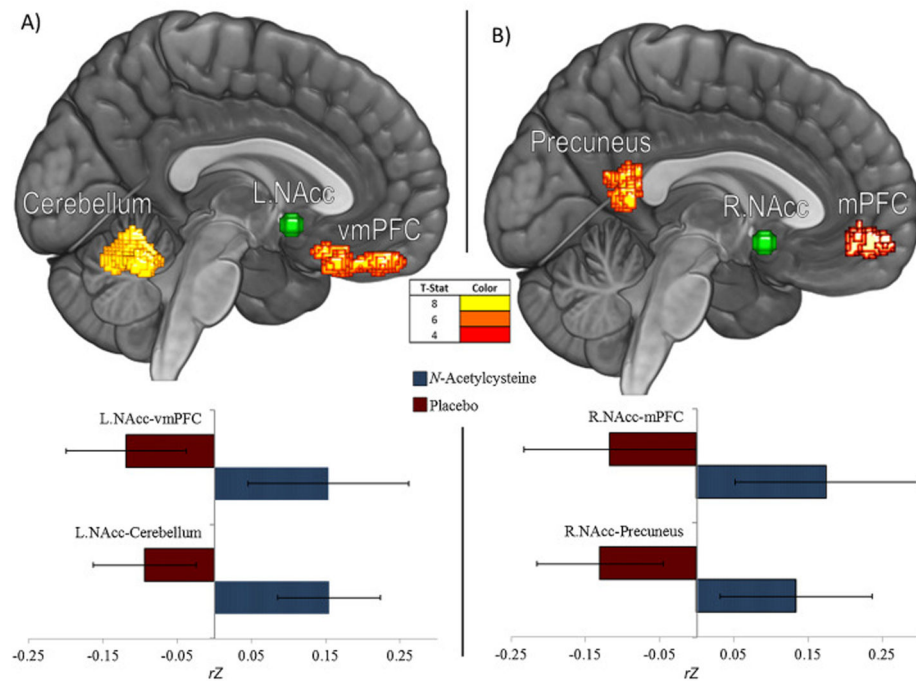 A)
Cerebellum
L.NAcc
vmPFC
B)
Precuneus
R.NAcc
mPFC
T-Stat Color
8
6
4
N-Acetylcysteine
Placebo
L.NAcc-vmPFC
L.NAcc-Cerebellum
-0.25 -0.15 -0.05 0.05 0.15 0.25
rZ
R.NAcc-mPFC
R.NAcc-Precuneus
-0.25 -0.15 -0.05 0.05 0.15 0.25
rZ